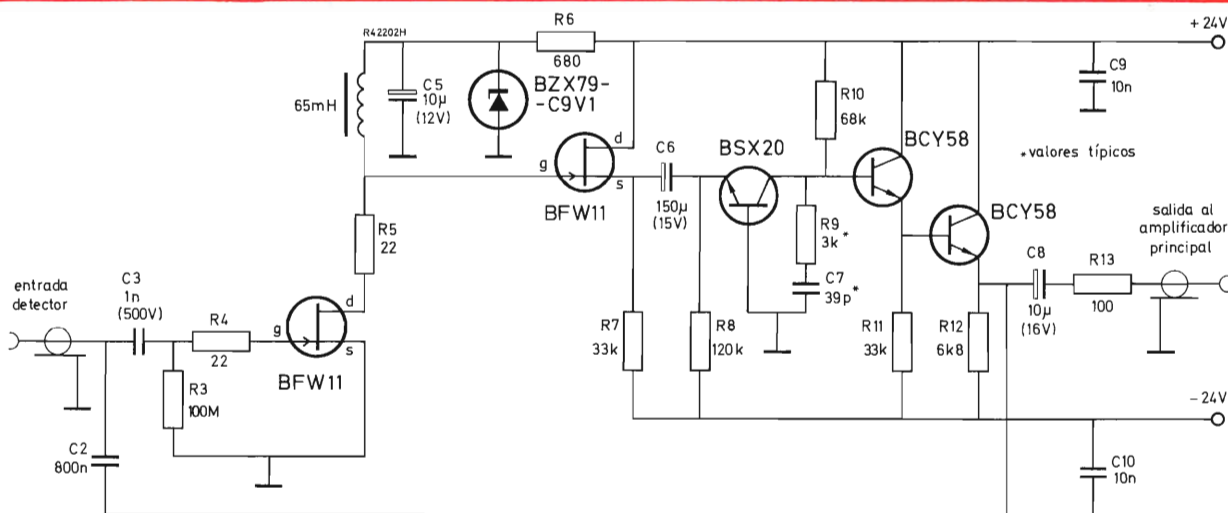 R42202H
R6
680
+24V
65mH
C5
10µ
(12V)
BZX79-
-C9V1
C9
10n
R10
68k
d
g
s
BFW11
C6
150µ
(15V)
BSX20
BCY58
*valores típicos
R5
22
R9
3k*
C7
39p*
BCY58
salida al
amplificador
principal
entrada
detector
C3
1n
(500V)
R4
22
d
g
s
BFW11
R7
33k
R8
120k
R11
33k
R12
6k8
C8
10µ
(16V)
R13
100
R3
100M
C2
800n
-24V
C10
10n